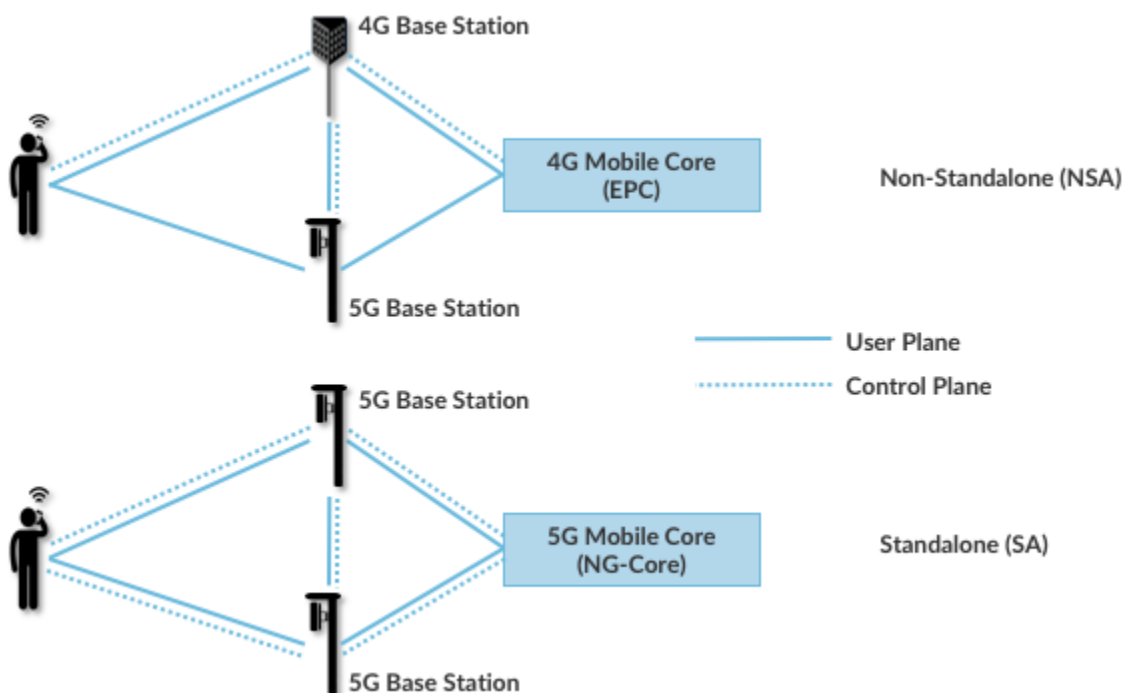 4G Base Station
4G Mobile Core
(EPC)
Non-Standalone (NSA)
5G Base Station
User Plane
Control Plane
5G Base Station
5G Mobile Core
(NG-Core)
Standalone (SA)
5G Base Station